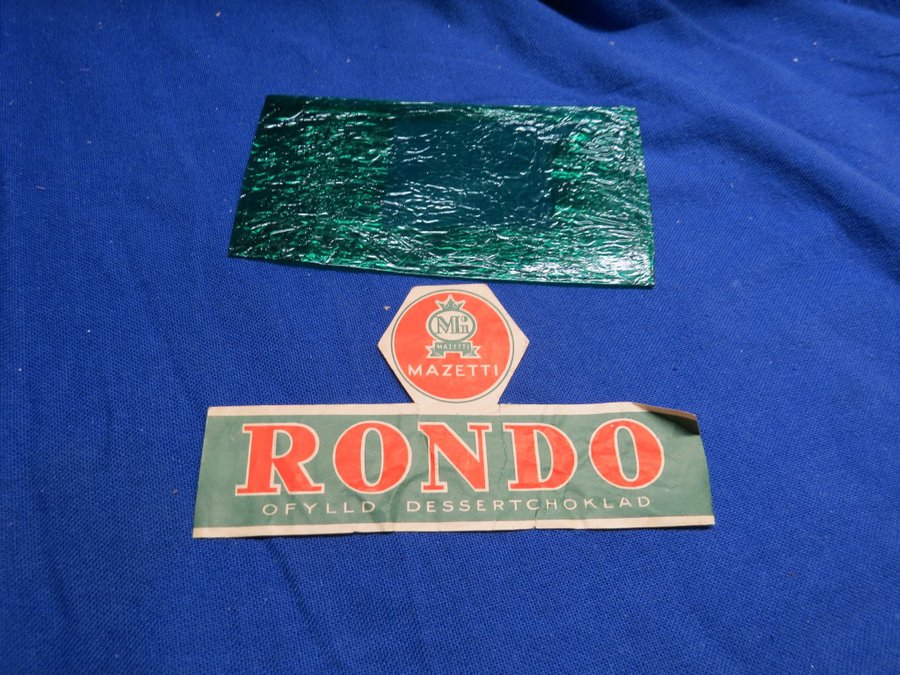 MAZETTI
MAZETTI
RONDO
OFYLLD DESSERTCHOKLAD